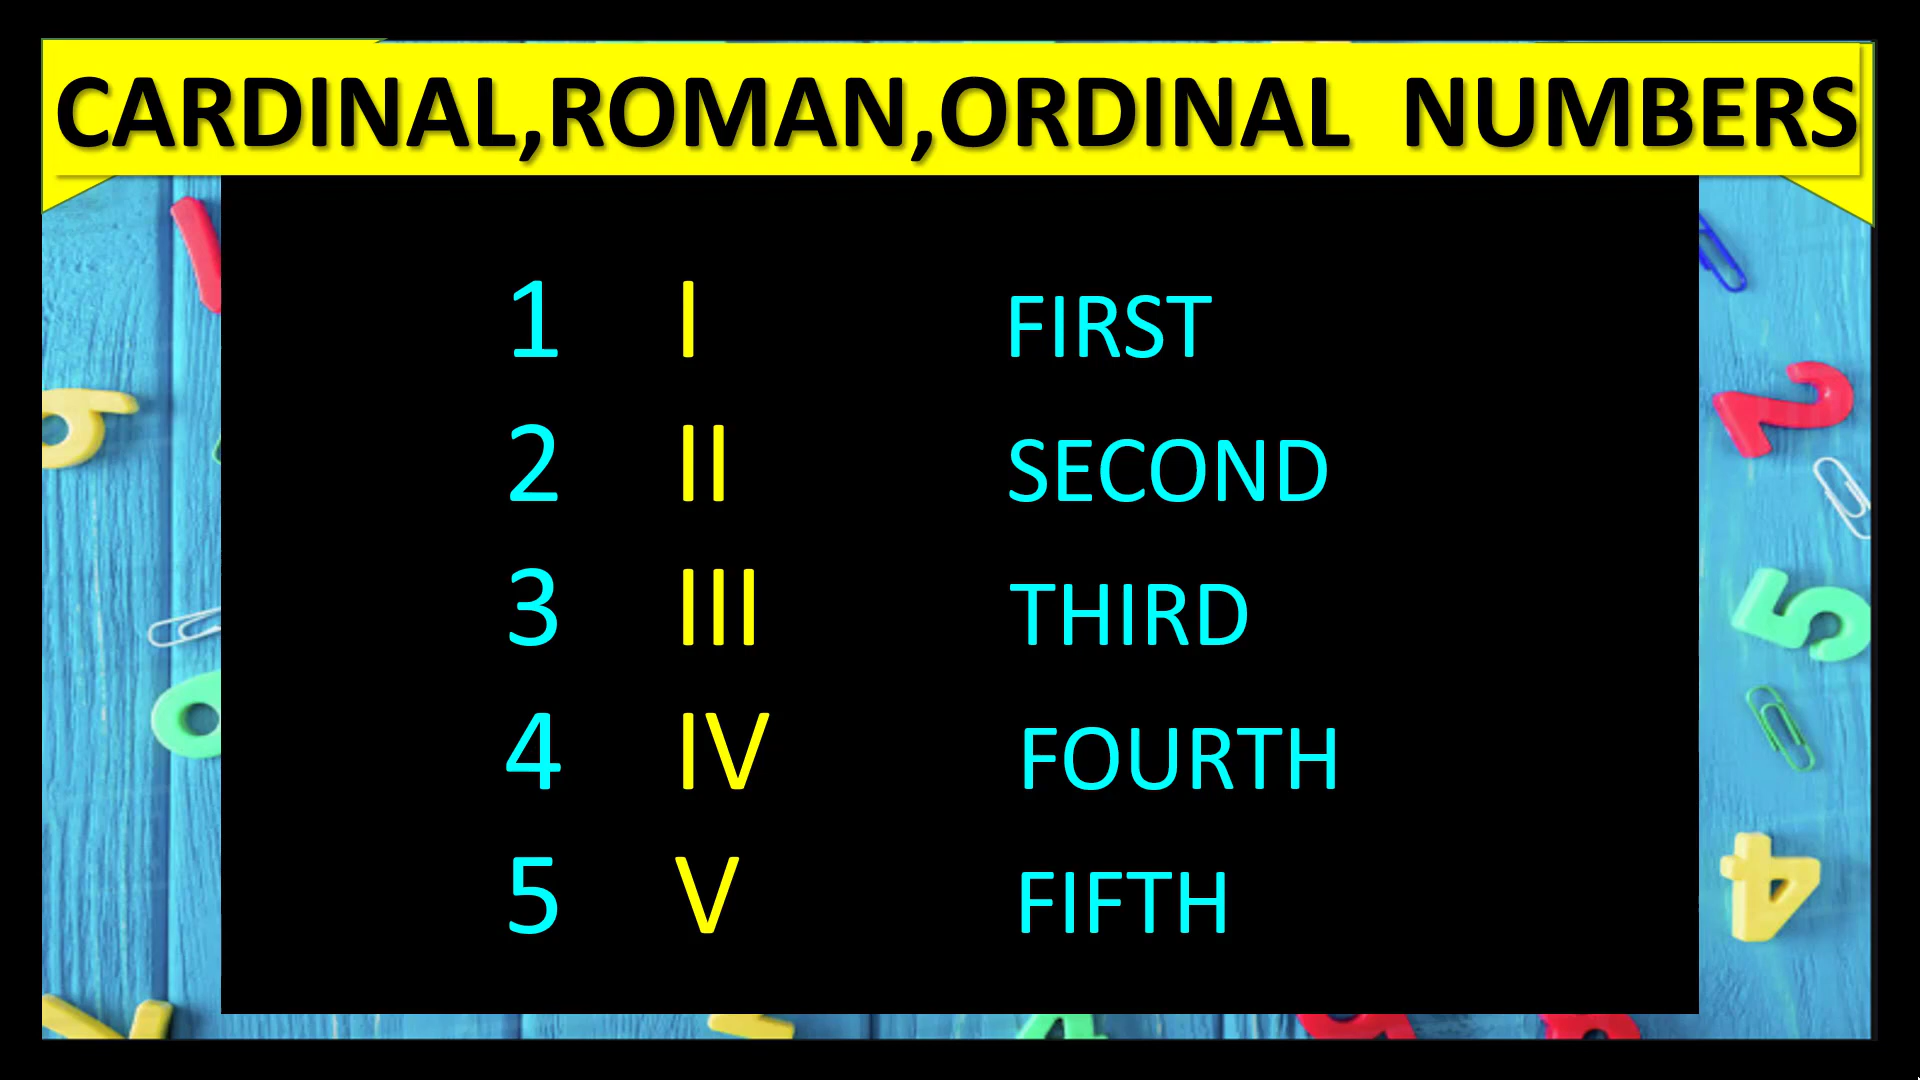 CARDINAL,ROMAN,ORDINAL NUMBERS
1 I FIRST
2 II SECOND
3 III THIRD
4 IV FOURTH
5 V FIFTH